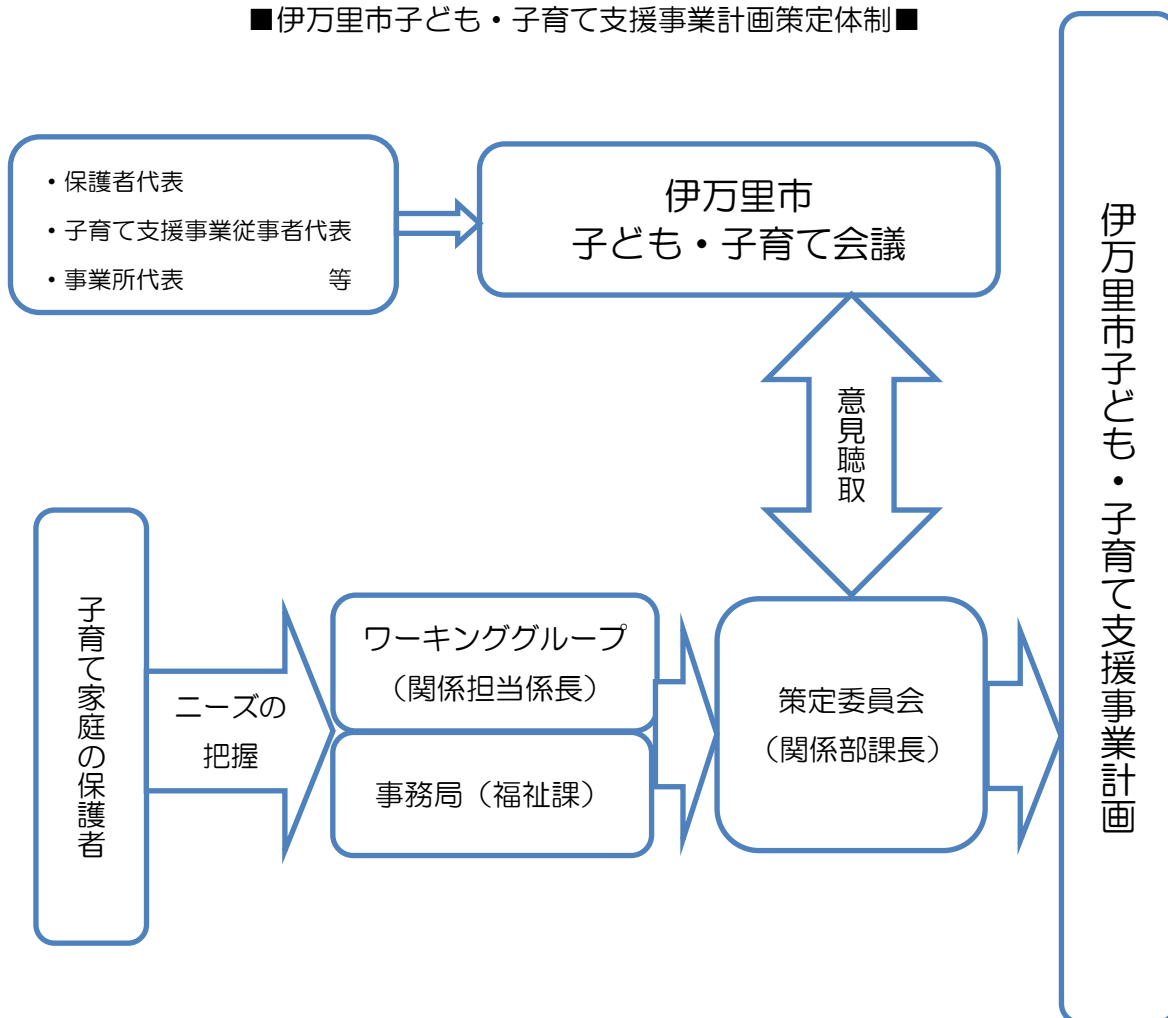 ■伊万里市子ども・子育て支援事業計画策定体制■
・保護者代表
・子育て支援事業従事者代表
・事業所代表　　　　　等
伊万里市
子ども・子育て会議
意見聴取
子育て家庭の保護者
ニーズの
把握
ワーキンググループ
（関係担当係長）
事務局（福祉課）
策定委員会
（関係部課長）
伊万里市子ども・子育て支援事業計画